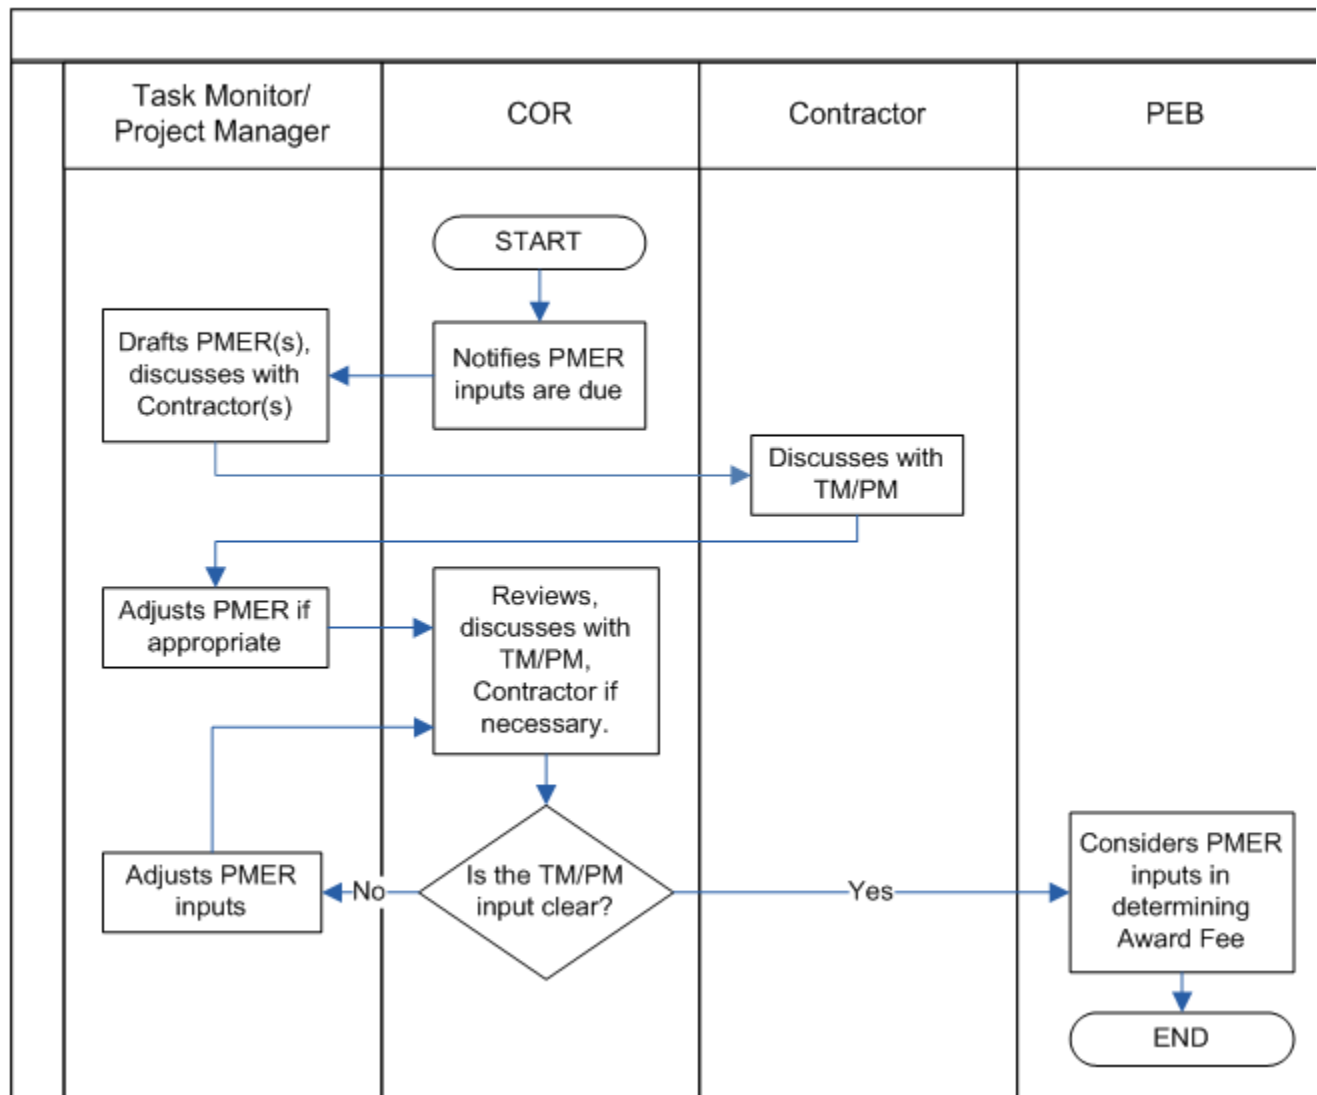 Task Monitor/
Project Manager
COR
Contractor
PEB
START
Notifies PMER
inputs are due
Drafts PMER(s),
discusses with
Contractor(s)
Discusses with
TM/PM
Adjusts PMER if
appropriate
Reviews,
discusses with
TM/PM,
Contractor if
necessary.
Is the TM/PM
input clear?
No
Adjusts PMER
inputs
Yes
Considers PMER
inputs in
determining
Award Fee
END